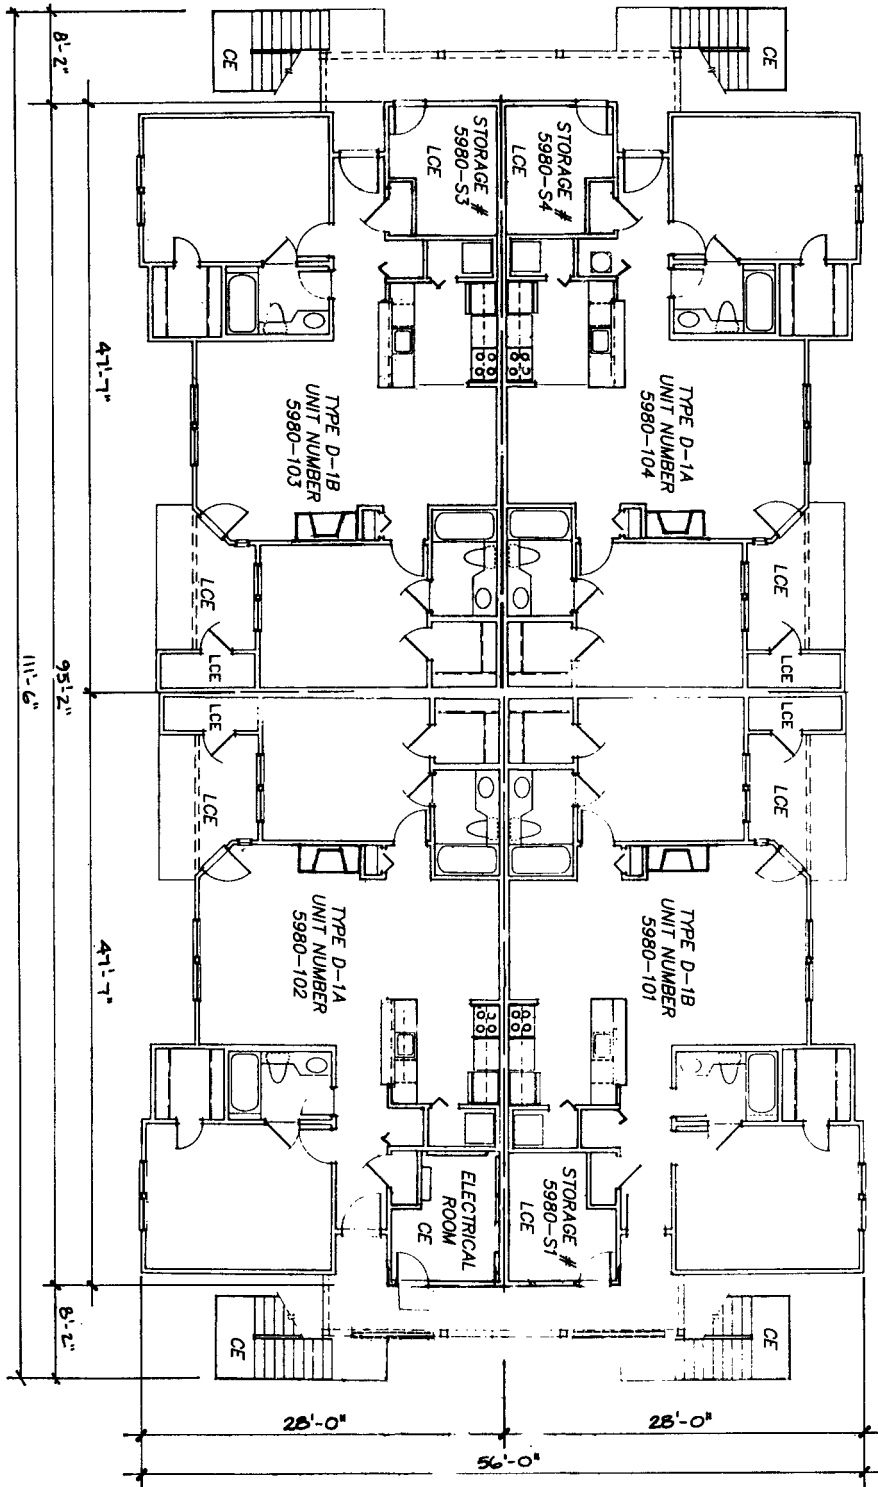 CE
CE
8'-2"
STORAGE #
5980-S3
LCE
STORAGE #
5980-S4
LCE
47'-7"
TYPE D-1B
UNIT NUMBER
5980-103
TYPE D-1A
UNIT NUMBER
5980-104
LCE
LCE
LCE
LCE
111'-6"
95'-2"
LCE
LCE
LCE
LCE
47'-7"
TYPE D-1A
UNIT NUMBER
5980-102
TYPE D-1B
UNIT NUMBER
5980-101
ELECTRICAL
ROOM
CE
STORAGE #
5980-S1
LCE
8'-2"
CE
CE
28'-0"
28'-0"
56'-0"